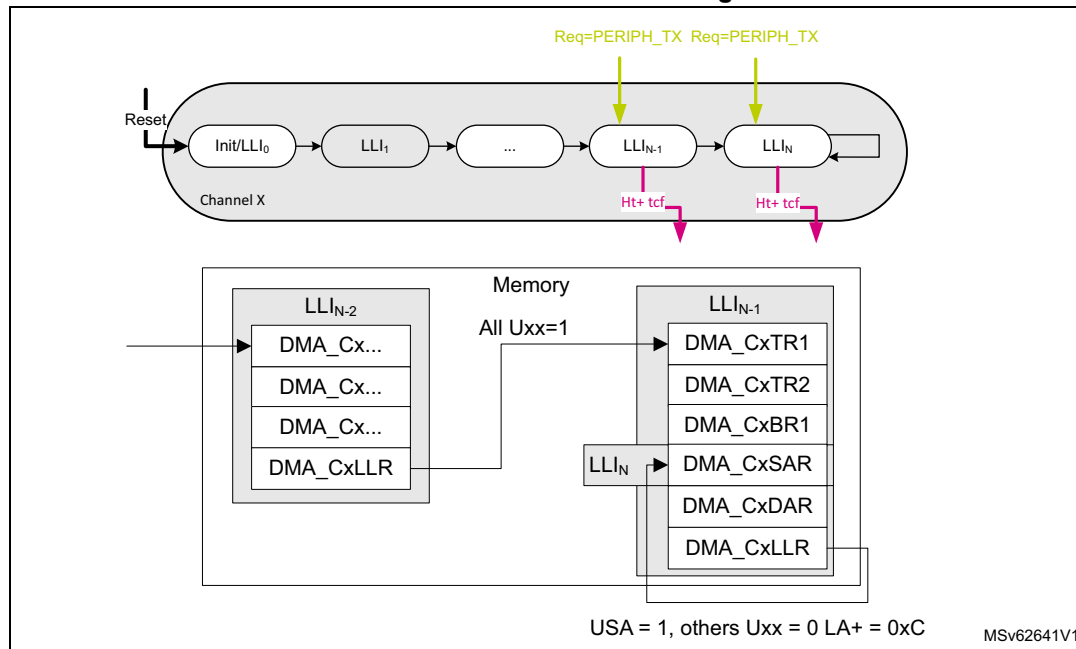 Req=PERIPH_TX Req=PERIPH_TX
Reset
Init/LLI0
LLI1
...
LLIN-1
LLIN
Channel X
Ht+ tcf
Ht+ tcf
Memory
LLIN-2
DMA_Cx...
DMA_Cx...
DMA_Cx...
DMA_CxLLR
All Uxx=1
LLIN-1
DMA_CxTR1
DMA_CxTR2
DMA_CxBR1
LLIN
DMA_CxSAR
DMA_CxDAR
DMA_CxLLR
USA = 1, others Uxx = 0 LA+ = 0xC
MSv62641V1